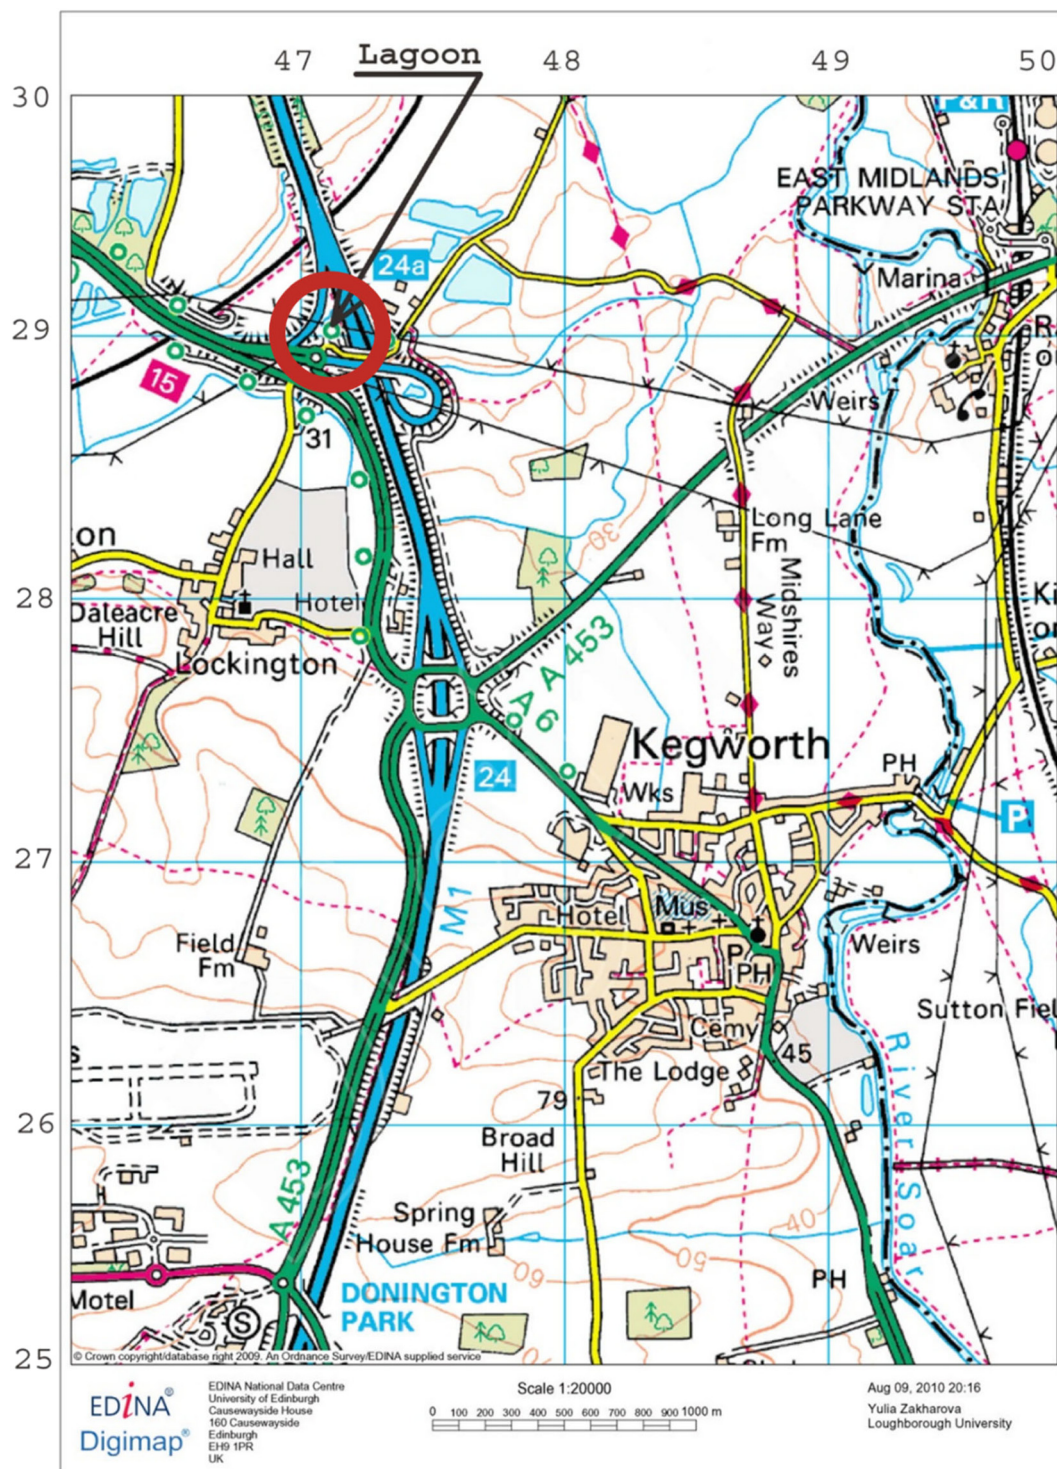 Lagoon
47 48 49 50
30
P&R
EAST MIDLANDS
PARKWAY STA
24a
Marina
29
15
31
Weirs
Long Lane
Fm
Midshires
Way
Hall
28
Hotel
Daleacre
Hill
Lockington
A 453
A 6
Kegworth
24
PH
Wks
P
27
M 1
Hotel
Mus
Field
Fm
Weirs
P
PH
Sutton
Cemy
45
The Lodge
River Soar
79
26
Broad
Hill
A 453
Spring
House Fm
40
50
60
30
PH
Motel
DONINGTON
PARK
S
25
© Crown copyright/database right 2009. An Ordnance Survey/EDINA supplied service
EDINA®
Digimap®
EDINA National Data Centre
University of Edinburgh
Causewayside House
160 Causewayside
Edinburgh
EH9 1PR
UK
Scale 1:20000
0 100 200 300 400 500 600 700 800 900 1000 m
Aug 09, 2010 20:16
Yulia Zakharova
Loughborough University